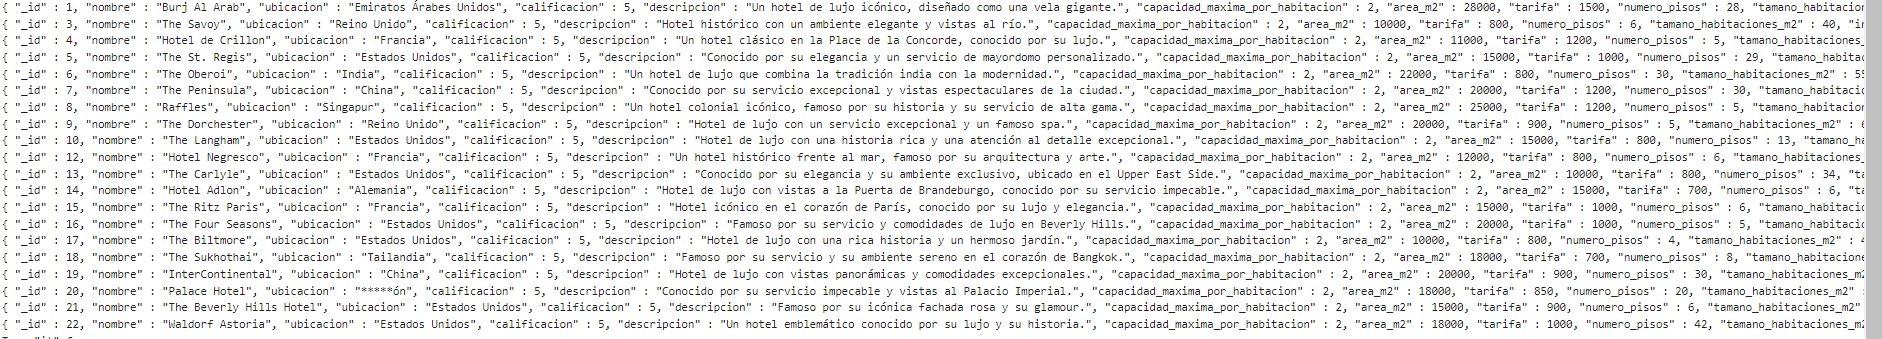 { "_id" : 1, "nombre" : "Burj Al Arab", "ubicacion" : "Emiratos Árabes Unidos", "calificacion" : 5, "descripcion" : "Un hotel de lujo icónico, diseñado como una vela gigante.", "capacidad_maxima_por_habitacion" : 2, "area_m2" : 28000, "tarifa" : 1500, "numero_pisos" : 28, "tamano_habitacion
{ "_id" : 3, "nombre" : "The Savoy", "ubicacion" : "Reino Unido", "calificacion" : 5, "descripcion" : "Hotel histórico con un ambiente elegante y vistas al río.", "capacidad_maxima_por_habitacion" : 2, "area_m2" : 10000, "tarifa" : 800, "numero_pisos" : 6, "tamano_habitaciones_m2" : 40, "in
{ "_id" : 4, "nombre" : "Hotel de Crillon", "ubicacion" : "Francia", "calificacion" : 5, "descripcion" : "Un hotel clásico en la Place de la Concorde, conocido por su lujo.", "capacidad_maxima_por_habitacion" : 2, "area_m2" : 11000, "tarifa" : 1200, "numero_pisos" : 5, "tamano_habitaciones_
{ "_id" : 5, "nombre" : "The St. Regis", "ubicacion" : "Estados Unidos", "calificacion" : 5, "descripcion" : "Conocido por su elegancia y un servicio de mayordomo personalizado.", "capacidad_maxima_por_habitacion" : 2, "area_m2" : 15000, "tarifa" : 1000, "numero_pisos" : 29, "tamano_habita
{ "_id" : 6, "nombre" : "The Oberoi", "ubicacion" : "India", "calificacion" : 5, "descripcion" : "Un hotel de lujo que combina la tradición india con la modernidad.", "capacidad_maxima_por_habitacion" : 2, "area_m2" : 22000, "tarifa" : 800, "numero_pisos" : 30, "tamano_habitaciones_m2" : 55
{ "_id" : 7, "nombre" : "The Peninsula", "ubicacion" : "China", "calificacion" : 5, "descripcion" : "Conocido por su servicio excepcional y vistas espectaculares de la ciudad.", "capacidad_maxima_por_habitacion" : 2, "area_m2" : 20000, "tarifa" : 1200, "numero_pisos" : 30, "tamano_habitacion
{ "_id" : 8, "nombre" : "Raffles", "ubicacion" : "Singapur", "calificacion" : 5, "descripcion" : "Un hotel colonial icónico, famoso por su historia y su servicio de alta gama.", "capacidad_maxima_por_habitacion" : 2, "area_m2" : 25000, "tarifa" : 1200, "numero_pisos" : 5, "tamano_habitacion
{ "_id" : 9, "nombre" : "The Dorchester", "ubicacion" : "Reino Unido", "calificacion" : 5, "descripcion" : "Hotel de lujo con un servicio excepcional y un famoso spa.", "capacidad_maxima_por_habitacion" : 2, "area_m2" : 20000, "tarifa" : 900, "numero_pisos" : 5, "tamano_habitaciones_m2" : 6
{ "_id" : 10, "nombre" : "The Langham", "ubicacion" : "Estados Unidos", "calificacion" : 5, "descripcion" : "Hotel de lujo con una historia rica y una atención al detalle excepcional.", "capacidad_maxima_por_habitacion" : 2, "area_m2" : 15000, "tarifa" : 800, "numero_pisos" : 13, "tamano_ha
{ "_id" : 12, "nombre" : "Hotel Negresco", "ubicacion" : "Francia", "calificacion" : 5, "descripcion" : "Un hotel histórico frente al mar, famoso por su arquitectura y arte.", "capacidad_maxima_por_habitacion" : 2, "area_m2" : 12000, "tarifa" : 800, "numero_pisos" : 6, "tamano_habitaciones_
{ "_id" : 13, "nombre" : "The Carlyle", "ubicacion" : "Estados Unidos", "calificacion" : 5, "descripcion" : "Conocido por su elegancia y su ambiente exclusivo, ubicado en el Upper East Side.", "capacidad_maxima_por_habitacion" : 2, "area_m2" : 10000, "tarifa" : 800, "numero_pisos" : 34, "ta
{ "_id" : 14, "nombre" : "Hotel Adlon", "ubicacion" : "Alemania", "calificacion" : 5, "descripcion" : "Hotel de lujo con vistas a la Puerta de Brandeburgo, conocido por su servicio impecable.", "capacidad_maxima_por_habitacion" : 2, "area_m2" : 15000, "tarifa" : 700, "numero_pisos" : 6, "ta
{ "_id" : 15, "nombre" : "The Ritz Paris", "ubicacion" : "Francia", "calificacion" : 5, "descripcion" : "Hotel icónico en el corazón de París, conocido por su lujo y elegancia.", "capacidad_maxima_por_habitacion" : 2, "area_m2" : 15000, "tarifa" : 1000, "numero_pisos" : 6, "tamano_habitacion
{ "_id" : 16, "nombre" : "The Four Seasons", "ubicacion" : "Estados Unidos", "calificacion" : 5, "descripcion" : "Famoso por su servicio y comodidades de lujo en Beverly Hills.", "capacidad_maxima_por_habitacion" : 2, "area_m2" : 20000, "tarifa" : 1000, "numero_pisos" : 5, "tamano_habitacio
{ "_id" : 17, "nombre" : "The Biltmore", "ubicacion" : "Estados Unidos", "calificacion" : 5, "descripcion" : "Hotel de lujo con una rica historia y un hermoso jardín.", "capacidad_maxima_por_habitacion" : 2, "area_m2" : 10000, "tarifa" : 800, "numero_pisos" : 4, "tamano_habitaciones_m2" : 4
{ "_id" : 18, "nombre" : "The Sukhothai", "ubicacion" : "Tailandia", "calificacion" : 5, "descripcion" : "Famoso por su servicio y su ambiente sereno en el corazón de Bangkok.", "capacidad_maxima_por_habitacion" : 2, "area_m2" : 18000, "tarifa" : 700, "numero_pisos" : 8, "tamano_habitaciones
{ "_id" : 19, "nombre" : "InterContinental", "ubicacion" : "China", "calificacion" : 5, "descripcion" : "Hotel de lujo con vistas panorámicas y comodidades excepcionales.", "capacidad_maxima_por_habitacion" : 2, "area_m2" : 20000, "tarifa" : 900, "numero_pisos" : 30, "tamano_habitaciones_m2
{ "_id" : 20, "nombre" : "Palace Hotel", "ubicacion" : "*****ón", "calificacion" : 5, "descripcion" : "Conocido por su servicio impecable y vistas al Palacio Imperial.", "capacidad_maxima_por_habitacion" : 2, "area_m2" : 18000, "tarifa" : 850, "numero_pisos" : 20, "tamano_habitaciones_m2" :
{ "_id" : 21, "nombre" : "The Beverly Hills Hotel", "ubicacion" : "Estados Unidos", "calificacion" : 5, "descripcion" : "Famoso por su icónica fachada rosa y su glamour.", "capacidad_maxima_por_habitacion" : 2, "area_m2" : 15000, "tarifa" : 900, "numero_pisos" : 6, "tamano_habitaciones_m2"
{ "_id" : 22, "nombre" : "Waldorf Astoria", "ubicacion" : "Estados Unidos", "calificacion" : 5, "descripcion" : "Un hotel emblemático conocido por su lujo y su historia.", "capacidad_maxima_por_habitacion" : 2, "area_m2" : 18000, "tarifa" : 1000, "numero_pisos" : 42, "tamano_habitaciones_m2